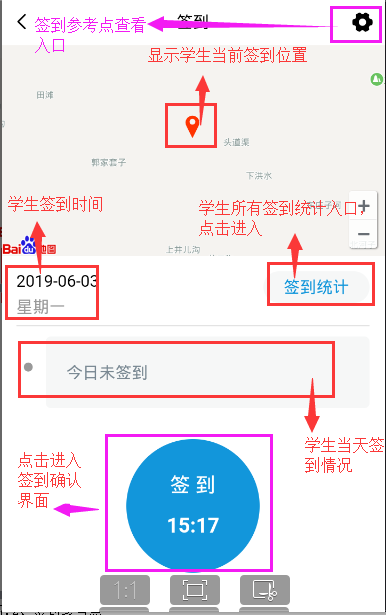 签到参考点查看
入口
签到
显示学生当前签到位置
田滩
头道渠
郭家套子
下洪水
学生签到时间
学生所有签到统计入口，
点击进入
+
−
Bai 地图
上井儿沟
2019-06-03
星期一
签到统计
今日未签到
学生当天签
到情况
点击进入
签到确认
界面
签到
15:17
1:1